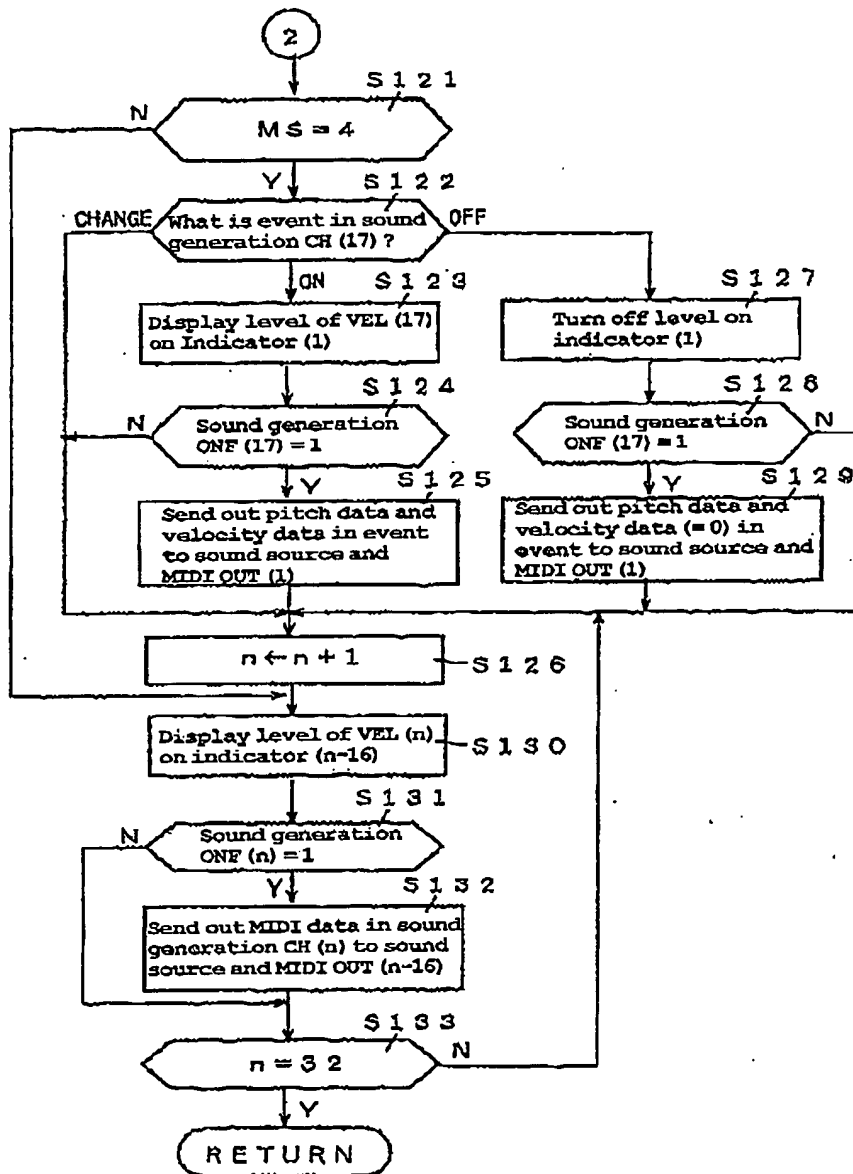 2
S121
N
MS = 4
Y
S122
CHANGE
What is event in sound
generation CH (17) ?
OFF
ON
S123
Display level of VEL (17)
on Indicator (1)
S127
Turn off level on
indicator (1)
S124
N
Sound generation
ONF (17) = 1
Y
S128
Sound generation
ONF (17) = 1
N
Y
S125
Send out pitch data and
velocity data in event
to sound source and
MIDI OUT (1)
S129
Send out pitch data and
velocity data (= 0) in
event to sound source and
MIDI OUT (1)
n ← n + 1
S126
Display level of VEL (n)
on indicator (n-16)
S130
S131
N
Sound generation
ONF (n) = 1
Y
S132
Send out MIDI data in sound
generation CH (n) to sound
source and MIDI OUT (n-16)
S133
n = 32
N
Y
RETURN